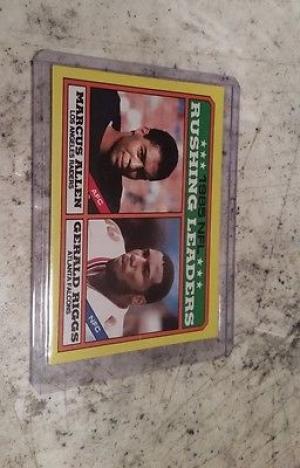 ★★★ 1985 NFL ★★★
RUSHING LEADERS
AFC
NFC
MARCUS ALLEN
LOS ANGELES RAIDERS
GERALD RIGGS
ATLANTA FALCONS